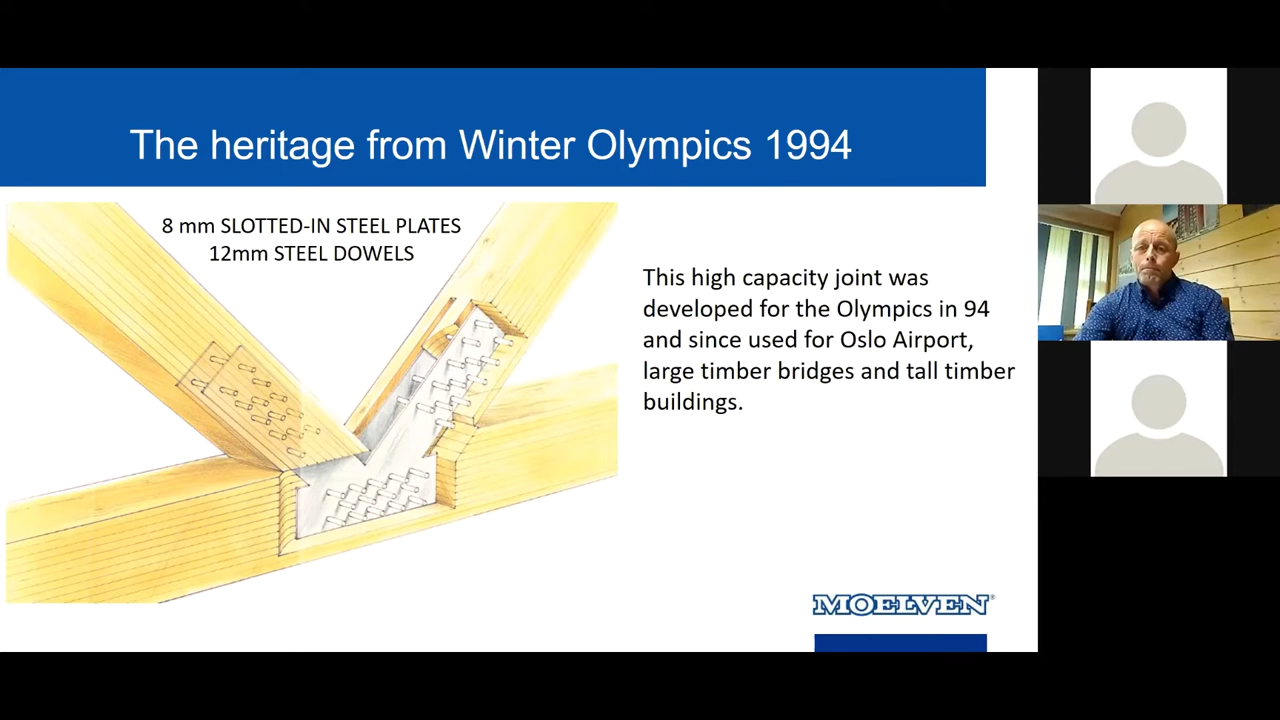 The heritage from Winter Olympics 1994
8 mm SLOTTED-IN STEEL PLATES
12mm STEEL DOWELS
This high capacity joint was
developed for the Olympics in 94
and since used for Oslo Airport,
large timber bridges and tall timber
buildings.
MOELVEN®